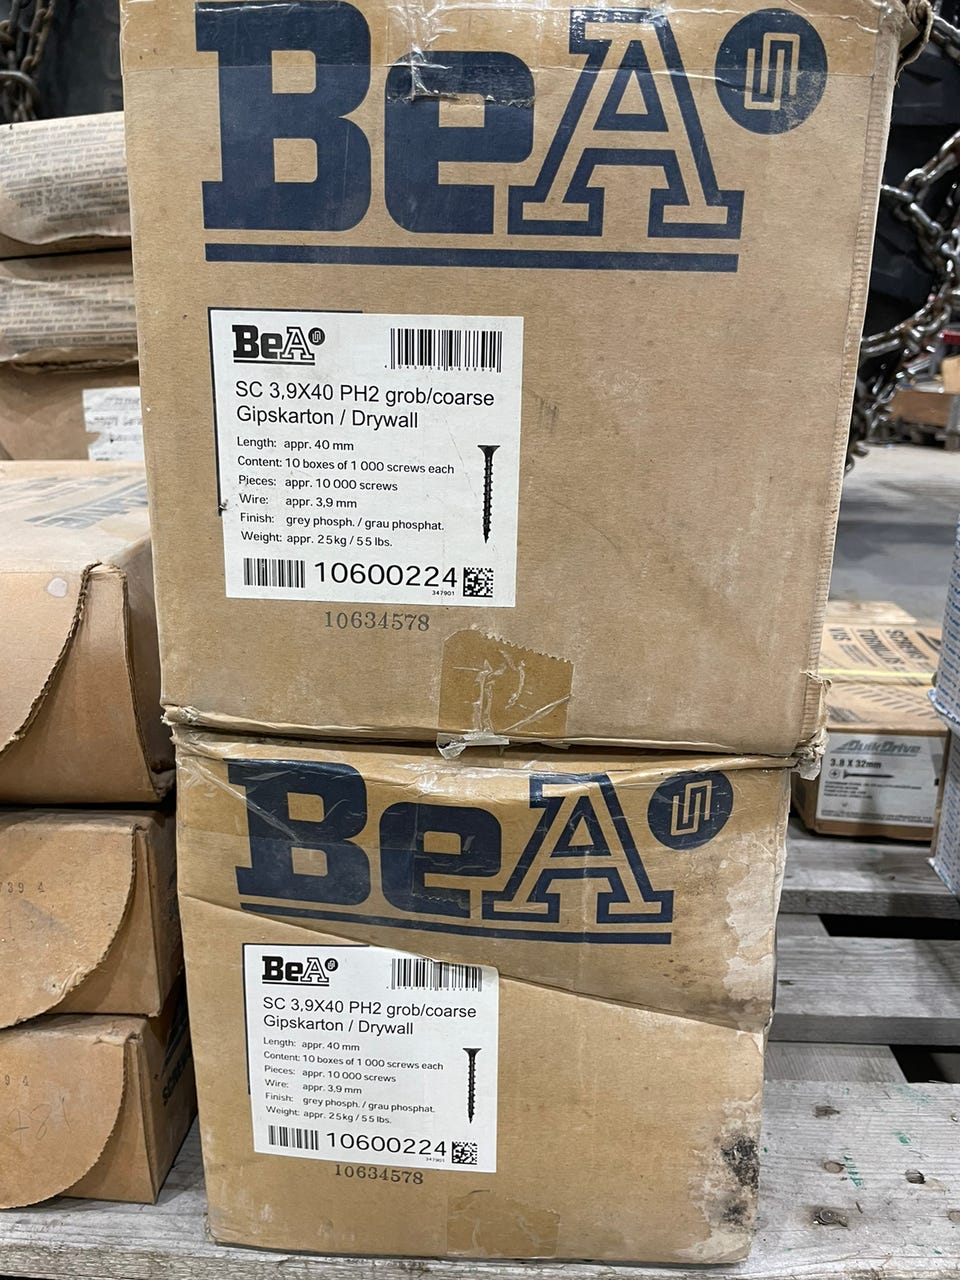 BeA
BeA
SC 3,9X40 PH2 grob/coarse
Gipskarton / Drywall
Length: appr. 40 mm
Content: 10 boxes of 1 000 screws each
Pieces: appr. 10 000 screws
Wire: appr. 3,9 mm
Finish: grey phosph. / grau phosphat.
Weight: appr. 25kg / 55 lbs.
10600224
347901
10634578
BeA
BeA
SC 3,9X40 PH2 grob/coarse
Gipskarton / Drywall
Length: appr. 40 mm
Content: 10 boxes of 1 000 screws each
Pieces: appr. 10 000 screws
Wire: appr. 3,9 mm
Finish: grey phosph. / grau phosphat.
Weight: appr. 25kg / 55 lbs.
10600224
347901
10634578
QuikDrive
3.8 X 32mm